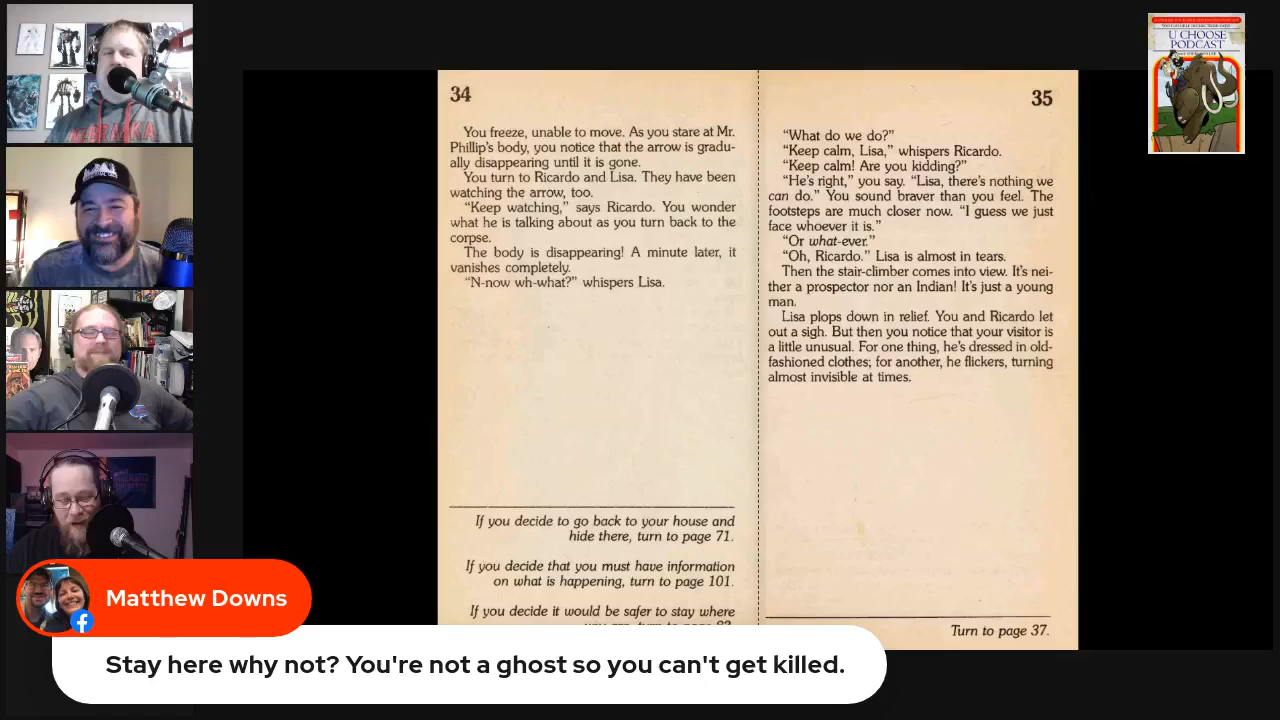 U CHOOSE
PODCAST
34
You freeze, unable to move. As you stare at Mr.
Phillip's body, you notice that the arrow is gradu-
ally disappearing until it is gone.
You turn to Ricardo and Lisa. They have been
watching the arrow, too.
“Keep watching,” says Ricardo. You wonder
what he is talking about as you turn back to the
corpse.
The body is disappearing! A minute later, it
vanishes completely.
“N-now wh-what?” whispers Lisa.
If you decide to go back to your house and
hide there, turn to page 71.
If you decide that you must have information
on what is happening, turn to page 101.
If you decide it would be safer to stay where
35
“What do we do?”
“Keep calm, Lisa,” whispers Ricardo.
“Keep calm! Are you kidding?”
“He's right,” you say. “Lisa, there's nothing we
can do.” You sound braver than you feel. The
footsteps are much closer now. “I guess we just
face whoever it is.”
“Or what-ever.”
“Oh, Ricardo.” Lisa is almost in tears.
Then the stair-climber comes into view. It's nei-
ther a prospector nor an Indian! It's just a young
man.
Lisa plops down in relief. You and Ricardo let
out a sigh. But then you notice that your visitor is
a little unusual. For one thing, he's dressed in old-
fashioned clothes; for another, he flickers, turning
almost invisible at times.
Turn to page 37.
Matthew Downs
Stay here why not? You're not a ghost so you can't get killed.